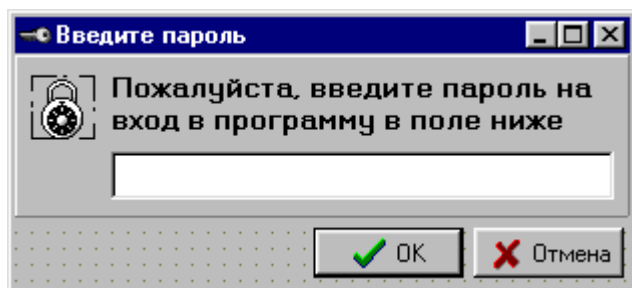 Введите пароль
Пожалуйста, введите пароль на
вход в программу в поле ниже
OK
Отмена